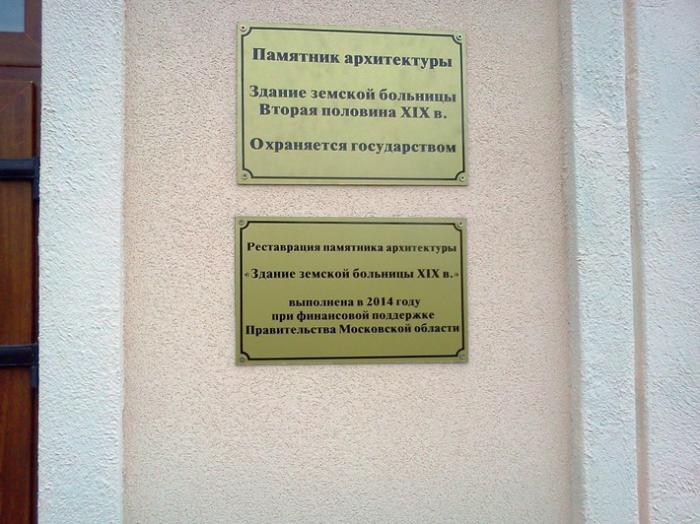 Памятник архитектуры
Здание земской больницы
Вторая половина XIX в.
Охраняется государством
Реставрация памятника архитектуры
«Здание земской больницы XIX в.»
выполнена в 2014 году
при финансовой поддержке
Правительства Московской области